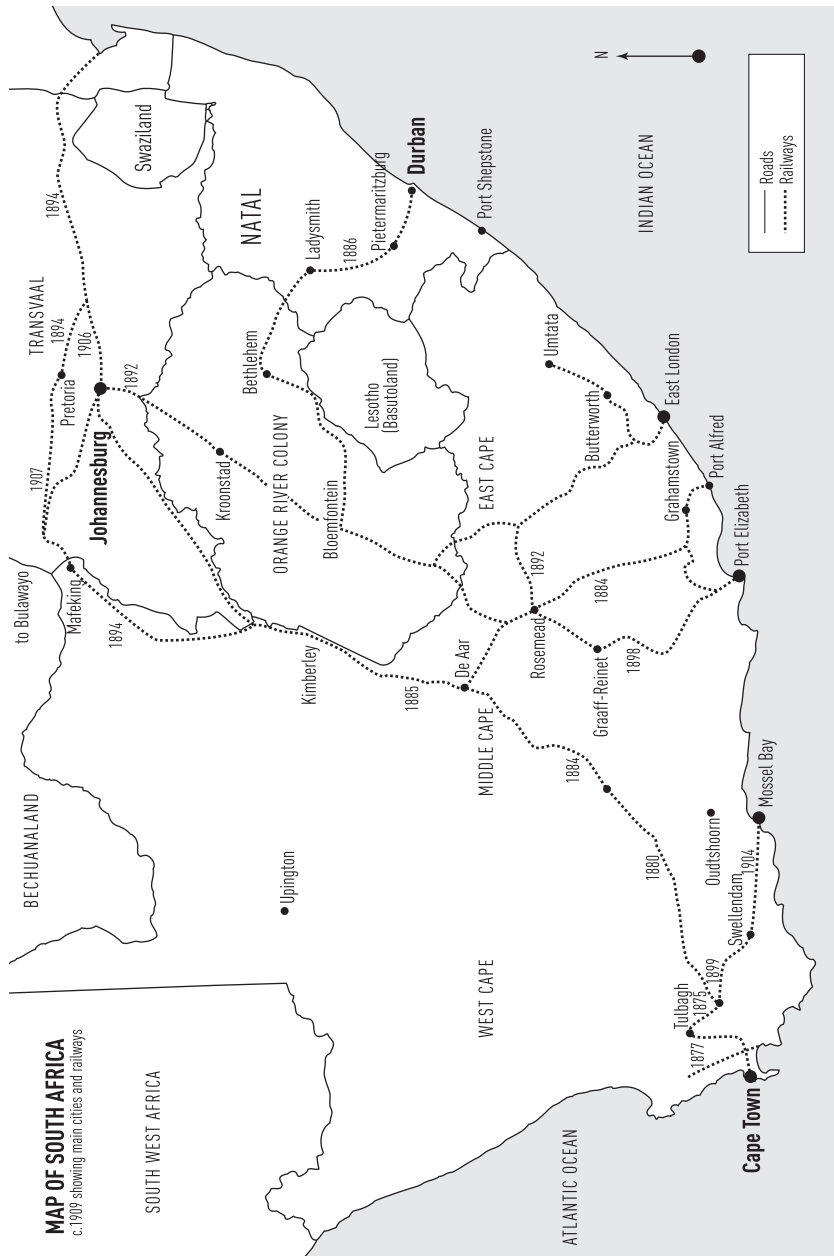 MAP OF SOUTH AFRICA
c.1909 showing main cities and railways
SOUTH WEST AFRICA
BECHUANALAND
to Bulawayo
Mafeking
1894
1907
Pretoria
TRANSVAAL
1894
1906
1894
Johannesburg
1892
Swaziland
NATAL
Ladysmith
1886
Pietermaritzburg
Durban
Port Shepstone
Bethlehem
Kroonstad
ORANGE RIVER COLONY
Bloemfontein
Lesotho
(Basutoland)
Kimberley
Upington
1885
De Aar
MIDDLE CAPE
EAST CAPE
WEST CAPE
Umtata
Butterworth
East London
1892
Rosemead
1884
Grahamstown
Port Alfred
Port Elizabeth
Graaff-Reinet
1898
1884
1880
Oudtshoorn
Mossel Bay
1904
Swellendam
1899
Tulbagh
1875
1877
Cape Town
ATLANTIC OCEAN
INDIAN OCEAN
N
Roads
Railways